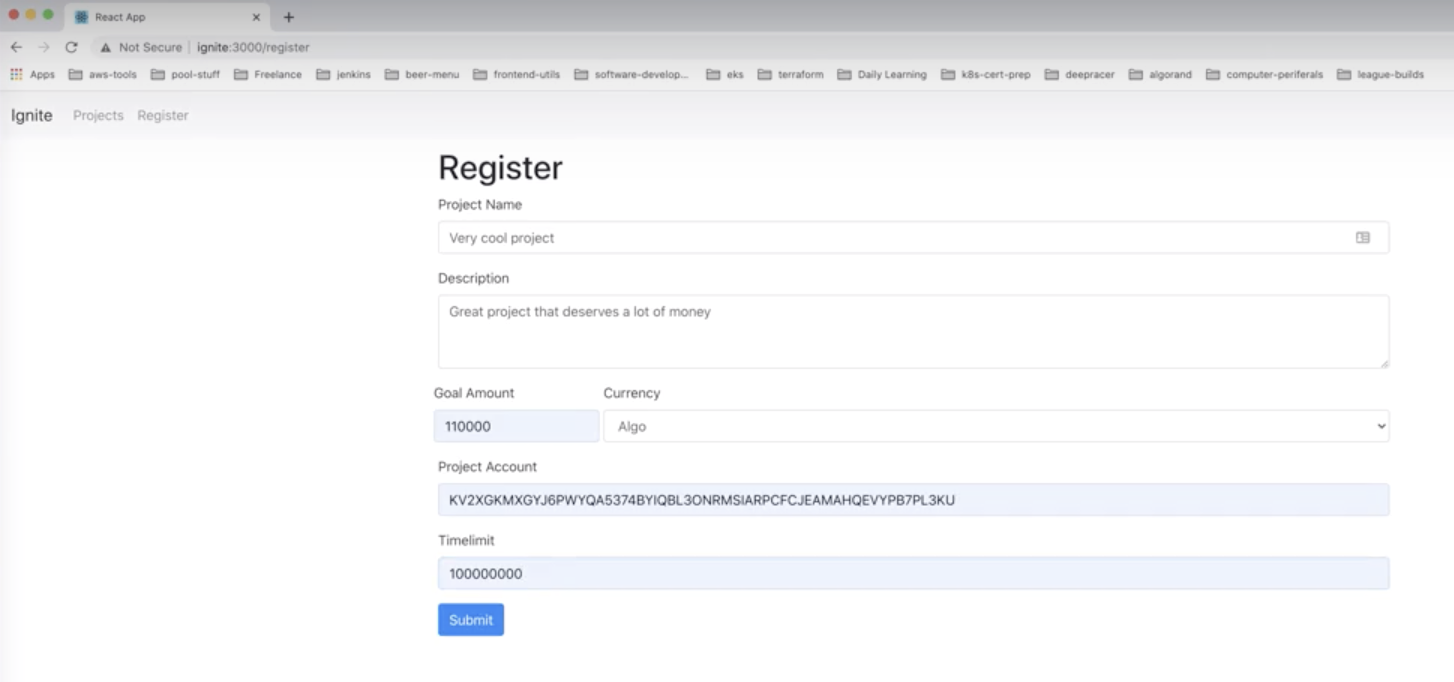 React App
Not Secure ignite:3000/register
Apps aws-tools pool-stuff Freelance jenkins beer-menu frontend-utils software-develop... eks terraform Daily Learning k8s-cert-prep deepracer algorand computer-periferals league-builds
Ignite Projects Register
Register
Project Name
Very cool project
Description
Great project that deserves a lot of money
Goal Amount Currency
110000 Algo
Project Account
KV2XGKMXGYJ6PWYQA5374BYIQBL3ONRMSIARPCFCJEAMAHQEVYPB7PL3KU
Timelimit
100000000
Submit